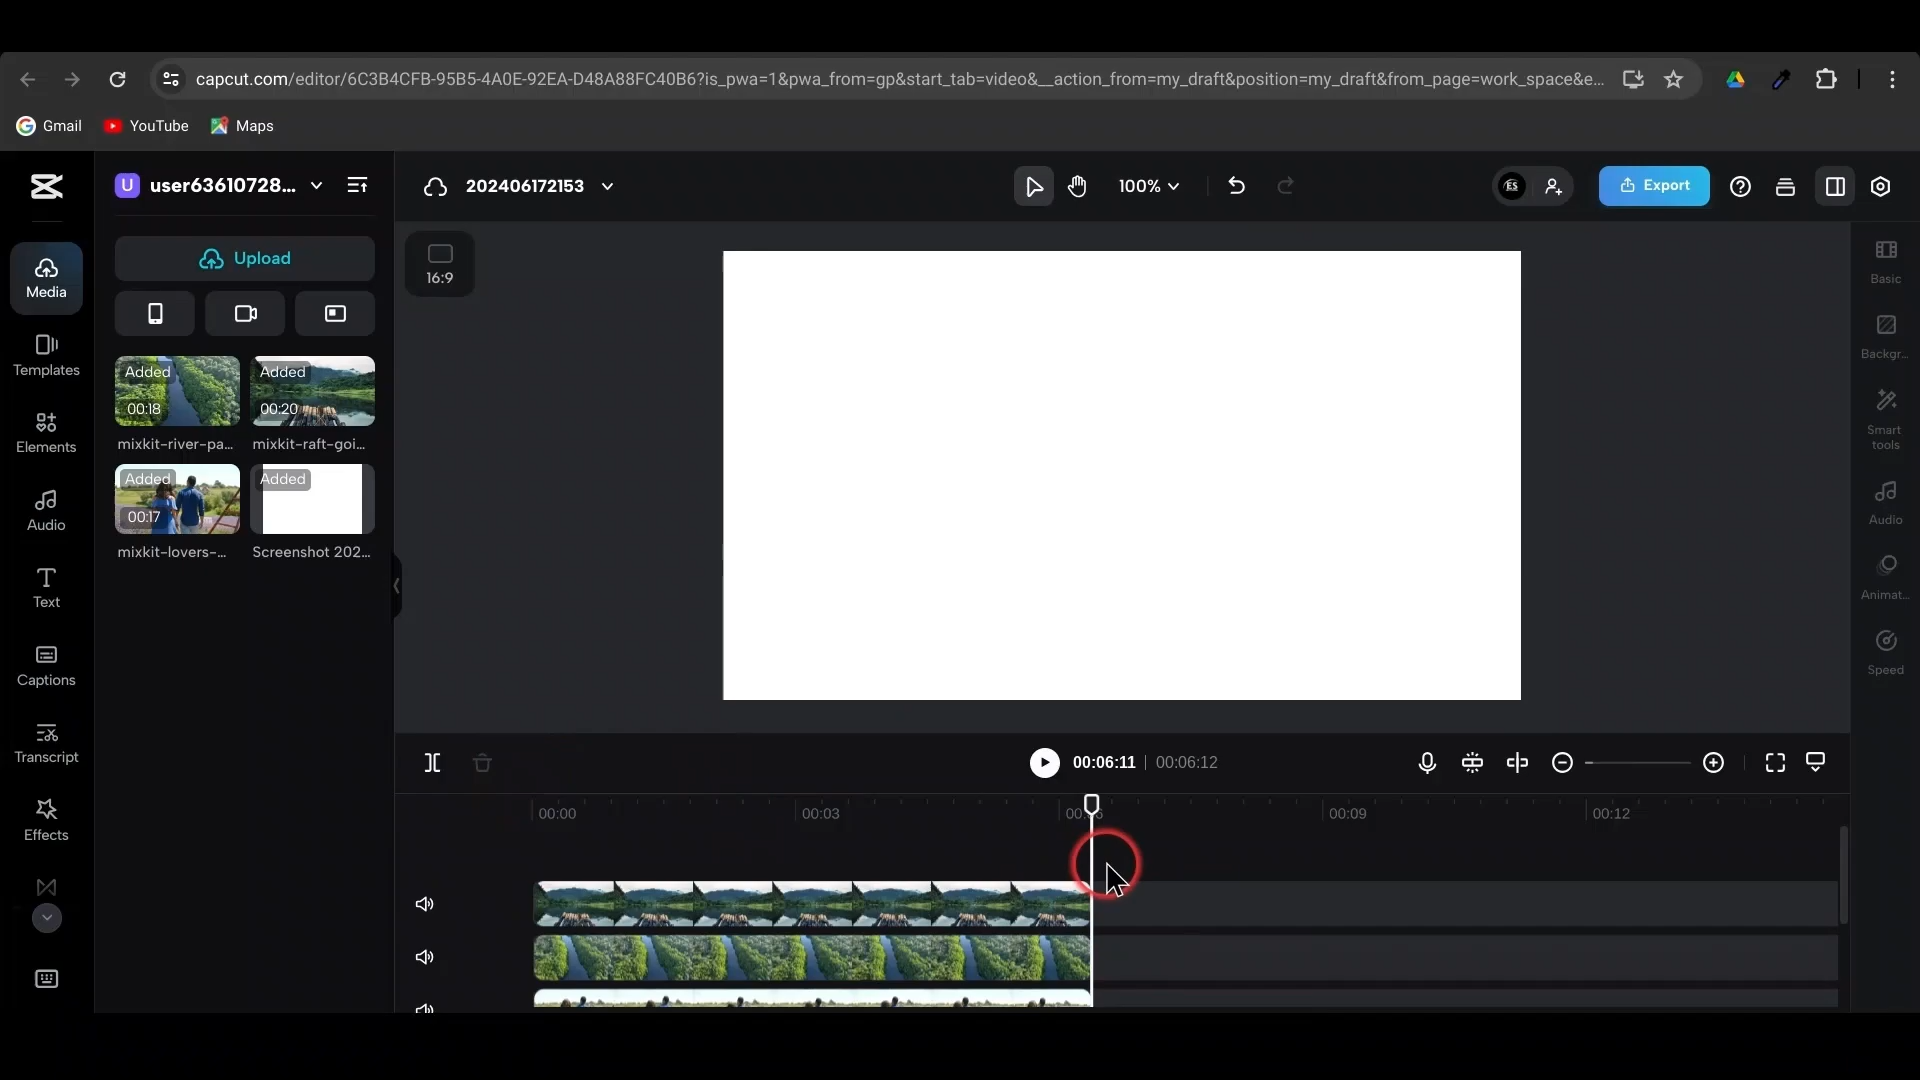 capcut.com/editor/6C3B4CFB-95B5-4A0E-92EA-D48A88FC40B6?is_pwa=1&pwa_from=gp&start_tab=video&__action_from=my_draft&position=my_draft&from_page=work_space&e...
Gmail YouTube Maps
U user63610728...
202406172153
100%
ES
Export
Media
Templates
Elements
Audio
Text
Captions
Transcript
Effects
Upload
Added
00:18
mixkit-river-pa...
Added
00:20
mixkit-raft-goi...
Added
00:17
mixkit-lovers-...
Added
Screenshot 202...
16:9
Basic
Backgr...
Smart
tools
Audio
Animat...
Speed
00:06:11 | 00:06:12
00:00 00:03 00:06 00:09 00:12